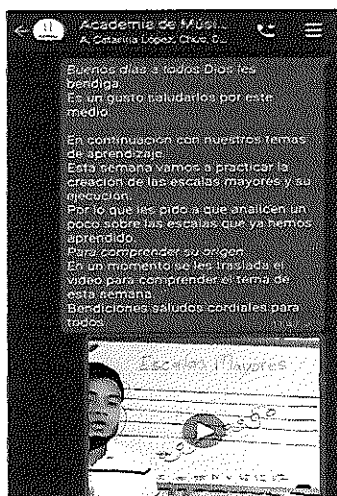 Academia de Músi...
A, Catarina López, Chon, C...
Buenos días a todos Dios les
bendiga.
Es un gusto saludarlos por este
medio.
En continuación con nuestros temas
de aprendizaje
Esta semana vamos a practicar la
creación de las escalas mayores y su
ejecución.
Por lo que les pido a que analicen un
poco sobre las escalas que ya hemos
aprendido.
Para comprender su origen
En un momento se les traslada el
video para comprender el tema de
esta semana
Bendiciones saludos cordiales para
todos
Escalas Mayores